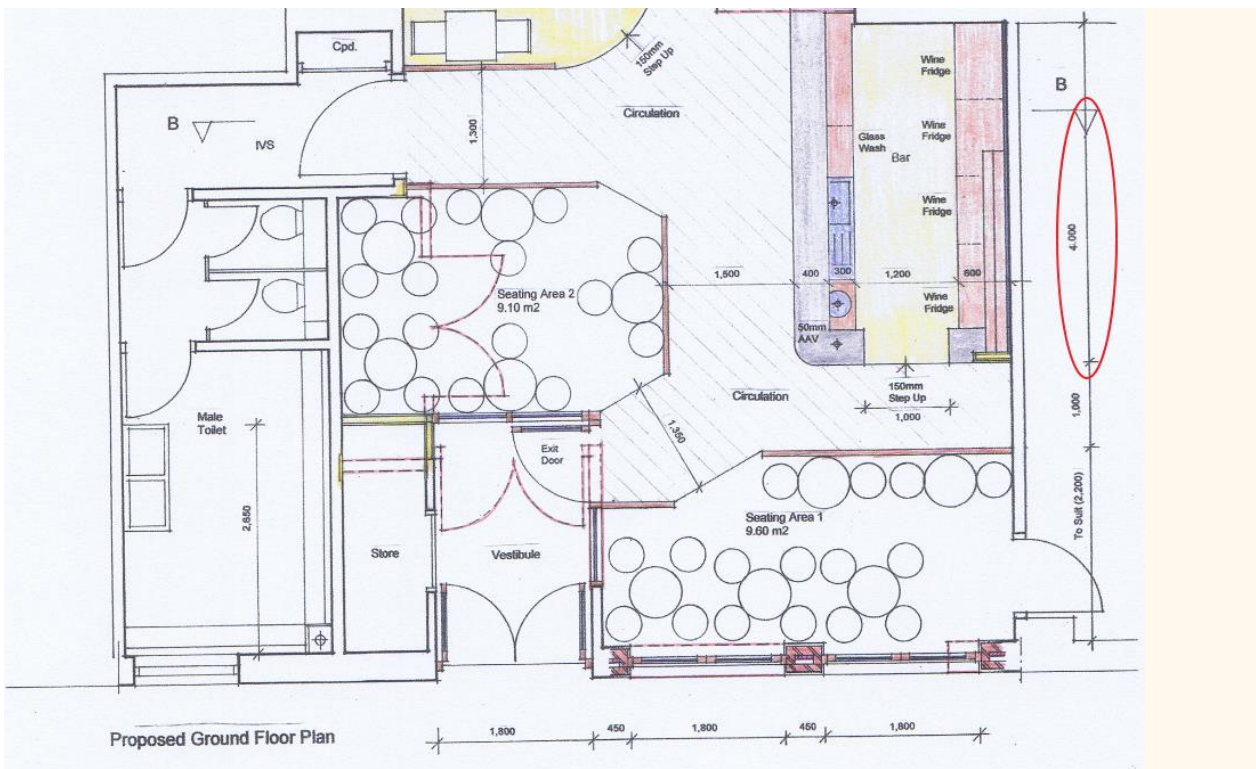 Cpd.
150mm
Step Up
B
IVS
1,300
Circulation
Glass
Wash
Bar
Wine
Fridge
Wine
Fridge
Wine
Fridge
Wine
Fridge
B
4.000
Seating Area 2
9.10 m2
1,500
400
300
1,200
600
50mm
AAV
150mm
Step Up
1,000
1,000
Circulation
1,350
Male
Toilet
2,650
Exit
Door
Store
Vestibule
Seating Area 1
9.60 m2
To Suit (2,200)
Proposed Ground Floor Plan
1,800
450
1,800
450
1,800